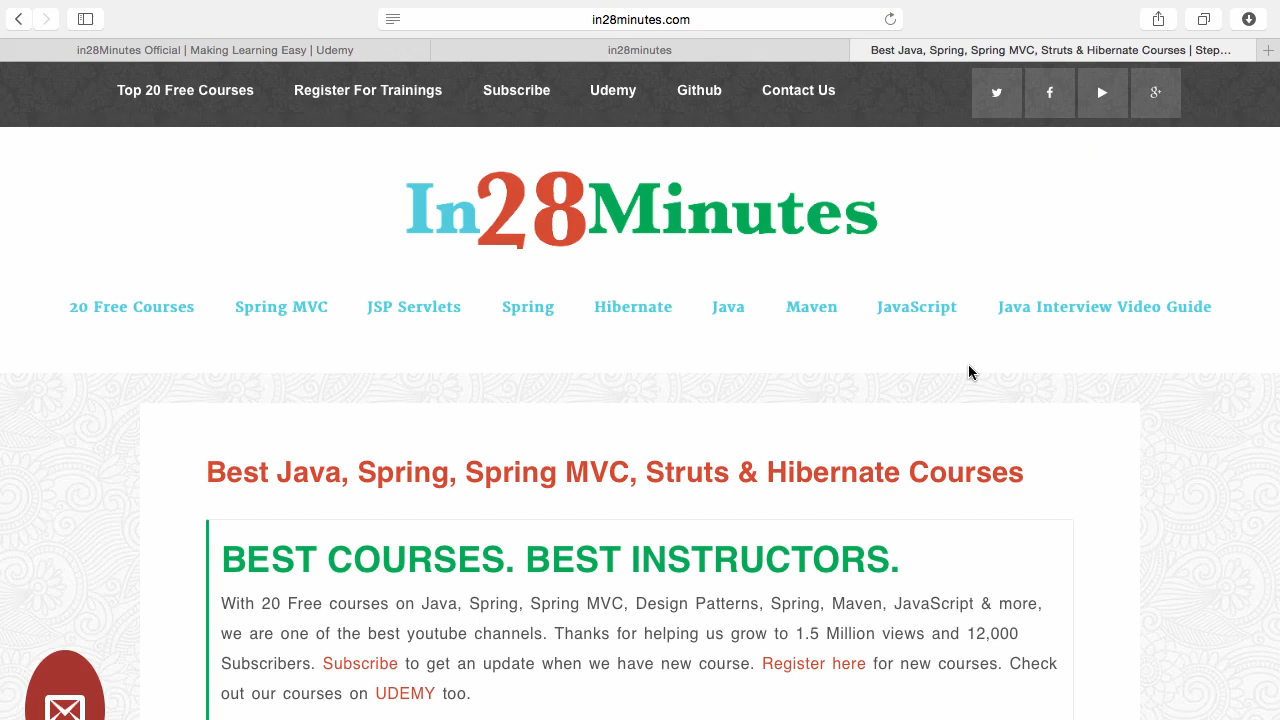 in28minutes.com
in28Minutes Official | Making Learning Easy | Udemy
in28minutes
Best Java, Spring, Spring MVC, Struts & Hibernate Courses | Step...
Top 20 Free Courses
Register For Trainings
Subscribe
Udemy
Github
Contact Us
In28Minutes
20 Free Courses
Spring MVC
JSP Servlets
Spring
Hibernate
Java
Maven
JavaScript
Java Interview Video Guide
Best Java, Spring, Spring MVC, Struts & Hibernate Courses
BEST COURSES. BEST INSTRUCTORS.
With 20 Free courses on Java, Spring, Spring MVC, Design Patterns, Spring, Maven, JavaScript & more,
we are one of the best youtube channels. Thanks for helping us grow to 1.5 Million views and 12,000
Subscribers. Subscribe to get an update when we have new course. Register here for new courses. Check
out our courses on UDEMY too.